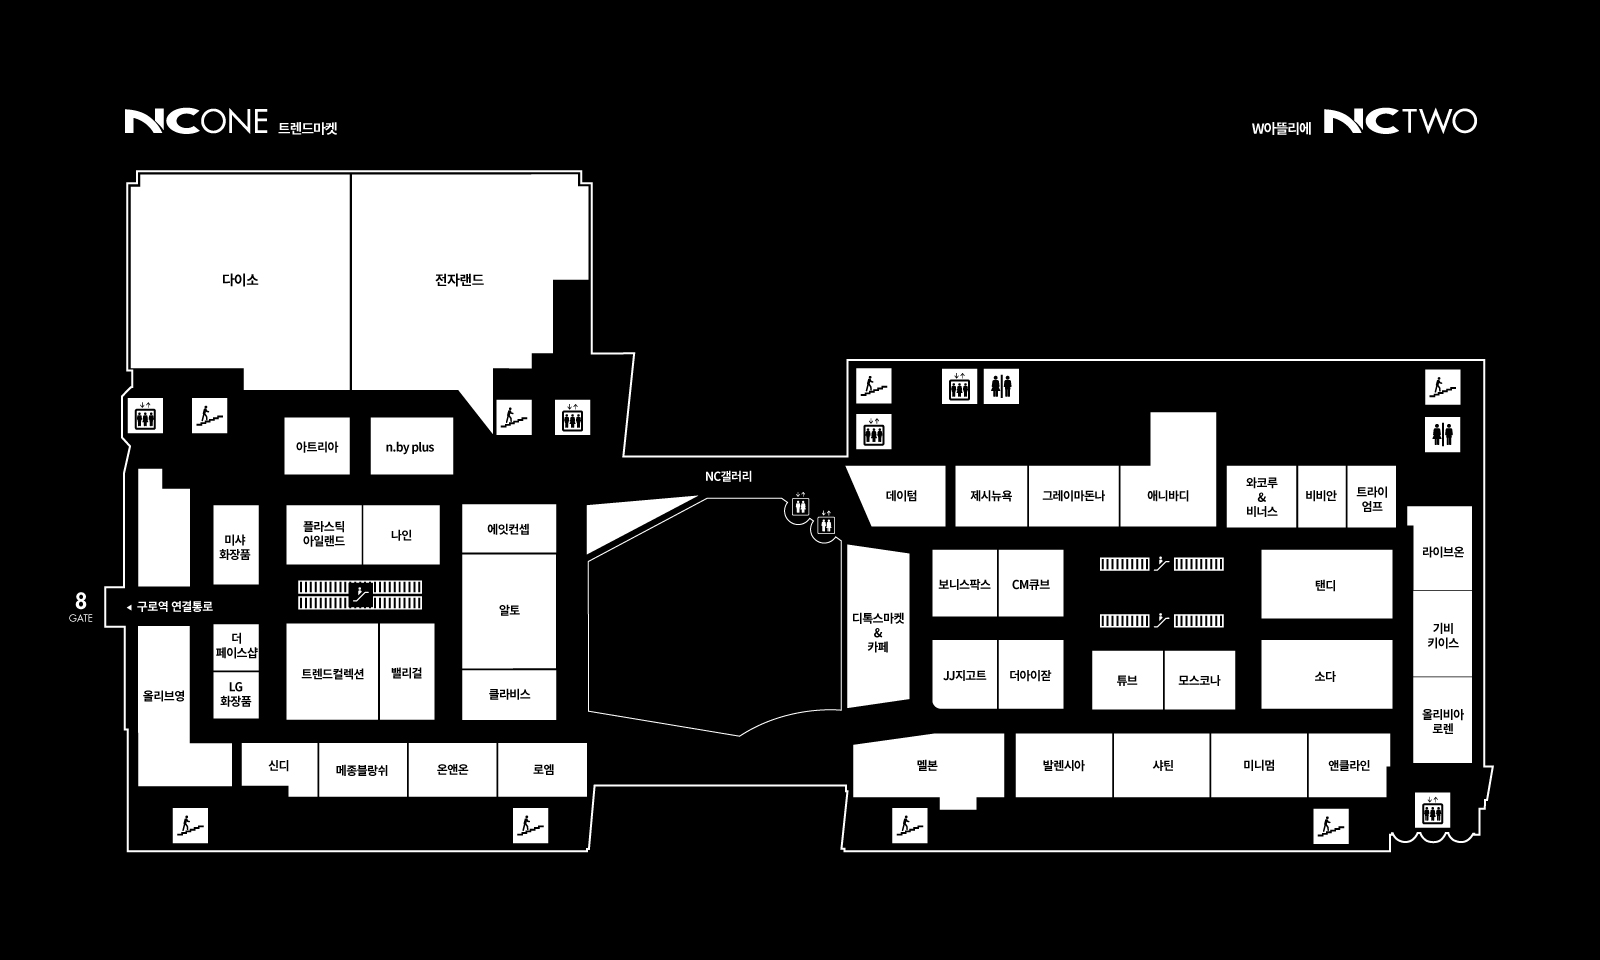 NC ONE 트렌드마켓
W아뜰리에 NC TWO
다이소
전자랜드
아트리아
n.by plus
NC갤러리
미샤
화장품
플라스틱
아일랜드
나인
에잇컨셉
알토
클라비스
8
GATE
구로역 연결통로
더
페이스샵
LG
화장품
트렌드컬렉션
밸리걸
올리브영
신디
메종블랑쉬
온앤온
로엠
데이텀
제시뉴욕
그레이마돈나
애니바디
와코루
&
비너스
비비안
트라이
엄프
라이브온
보니스팍스
CM큐브
탠디
디톡스마켓
&
카페
기비
키이스
JJ지고트
더아이잗
튜브
모스코나
소다
올리비아
로렌
멜본
발렌시아
샤틴
미니멈
앤클라인